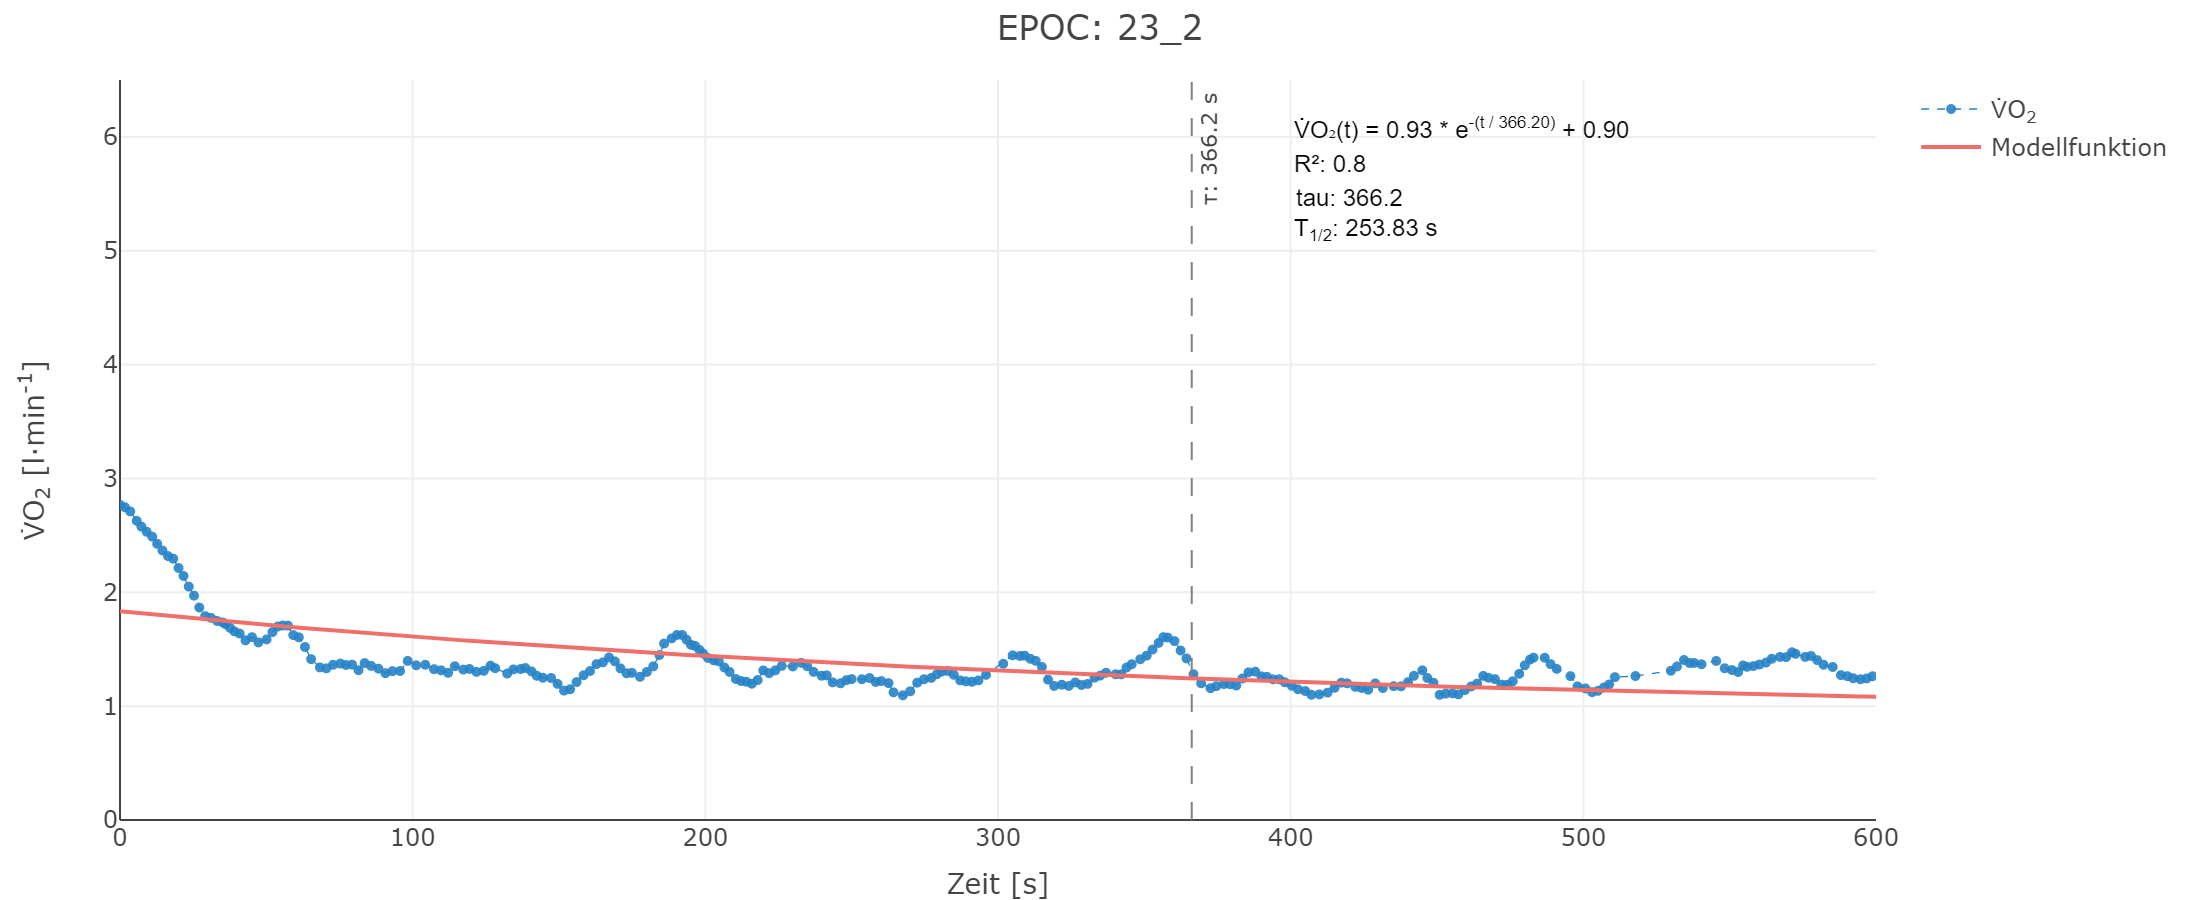 EPOC: 23_2
V̇O₂
Modellfunktion
V̇O₂(t) = 0.93 * e^-(t / 366.20) + 0.90
R²: 0.8
tau: 366.2
T1/2: 253.83 s
τ: 366.2 s
V̇O₂ [l·min⁻¹]
6
5
4
3
2
1
0
0 100 200 300 400 500 600
Zeit [s]